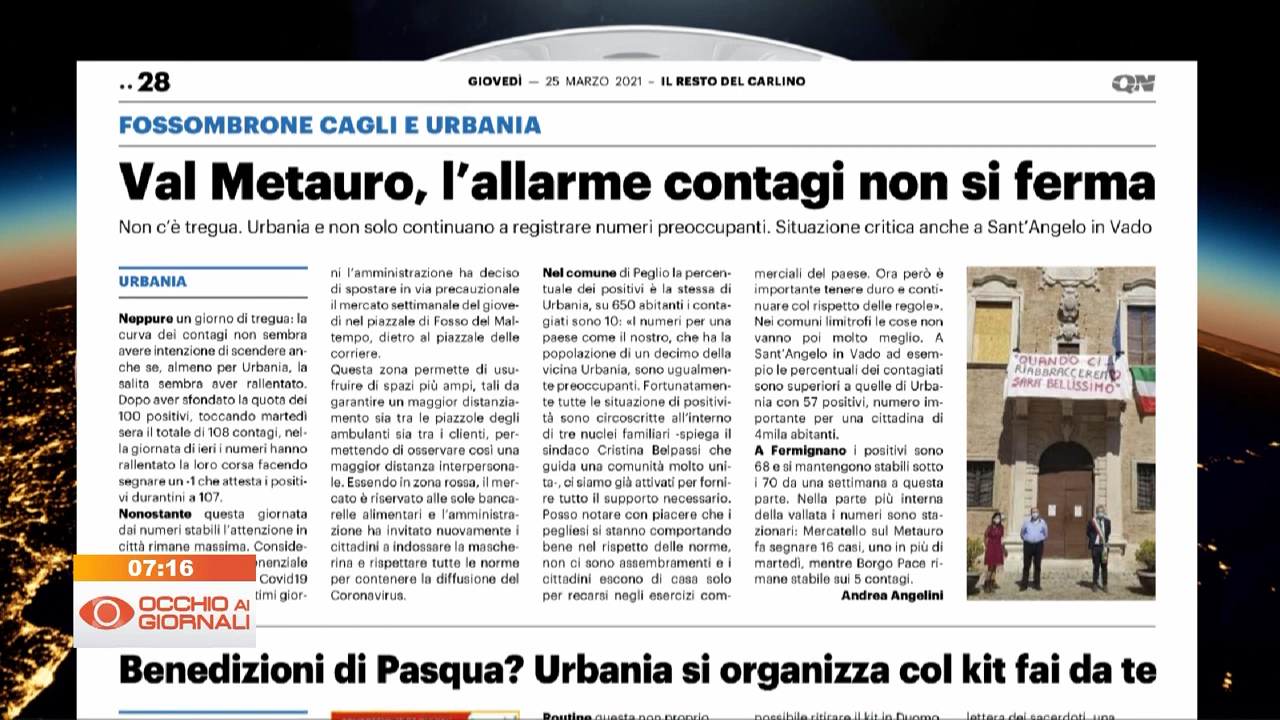 .. 28
GIOVEDÌ — 25 MARZO 2021 – IL RESTO DEL CARLINO
QN
FOSSOMBRONE CAGLI E URBANIA
Val Metauro, l'allarme contagi non si ferma
Non c'è tregua. Urbania e non solo continuano a registrare numeri preoccupanti. Situazione critica anche a Sant'Angelo in Vado
URBANIA
Neppure un giorno di tregua: la
curva dei contagi non sembra
avere intenzione di scendere an-
che se, almeno per Urbania, la
salita sembra aver rallentato.
Dopo aver sfondato la quota dei
100 positivi, toccando martedì
sera il totale di 108 contagi, nel-
la giornata di ieri i numeri hanno
rallentato la loro corsa facendo
segnare un -1 che attesta i positi-
vi durantini a 107.
Nonostante questa giornata
dai numeri stabili l'attenzione in
città rimane massima. Conside-
nenziale
Covid19
timi gior-
ni l'amministrazione ha deciso
di spostare in via precauzionale
il mercato settimanale del giove-
dì nel piazzale di Fosso del Mal-
tempo, dietro al piazzale delle
corriere.
Questa zona permette di usu-
fruire di spazi più ampi, tali da
garantire un maggior distanzia-
mento sia tra le piazzole degli
ambulanti sia tra i clienti, per-
mettendo di osservare così una
maggior distanza interpersona-
le. Essendo in zona rossa, il mer-
cato è riservato alle sole banca-
relle alimentari e l'amministra-
zione ha invitato nuovamente i
cittadini a indossare la masche-
rina e rispettare tutte le norme
per contenere la diffusione del
Coronavirus.
Nel comune di Peglio la percen-
tuale dei positivi è la stessa di
Urbania, su 650 abitanti i conta-
giati sono 10: «I numeri per una
paese come il nostro, che ha la
popolazione di un decimo della
vicina Urbania, sono ugualmen-
te preoccupanti. Fortunatamen-
te tutte le situazione di positivi-
tà sono circoscritte all'interno
di tre nuclei familiari -spiega il
sindaco Cristina Belpassi che
guida una comunità molto uni-
ta-, ci siamo già attivati per forni-
re tutto il supporto necessario.
Posso notare con piacere che i
pegliesi si stanno comportando
bene nel rispetto delle norme,
non ci sono assembramenti e i
cittadini escono di casa solo
per recarsi negli esercizi com-
merciali del paese. Ora però è
importante tenere duro e conti-
nuare col rispetto delle regole».
Nei comuni limitrofi le cose non
vanno poi molto meglio. A
Sant'Angelo in Vado ad esem-
pio le percentuali dei contagiati
sono superiori a quelle di Urba-
nia con 57 positivi, numero im-
portante per una cittadina di
4mila abitanti.
A Fermignano i positivi sono
68 e si mantengono stabili sotto
i 70 da una settimana a questa
parte. Nella parte più interna
della vallata i numeri sono sta-
zionari: Mercatello sul Metauro
fa segnare 16 casi, uno in più di
martedì, mentre Borgo Pace ri-
mane stabile sui 5 contagi.
Andrea Angelini
"QUANDO CI
RIABBRACCEREMO
SARÀ BELLISSIMO"
07:16
OCCHIO AI
GIORNALI
Benedizioni di Pasqua? Urbania si organizza col kit fai da te
Routine questa non proprio
possibile ritirare il kit in Duomo
lettera dei sacerdoti, una